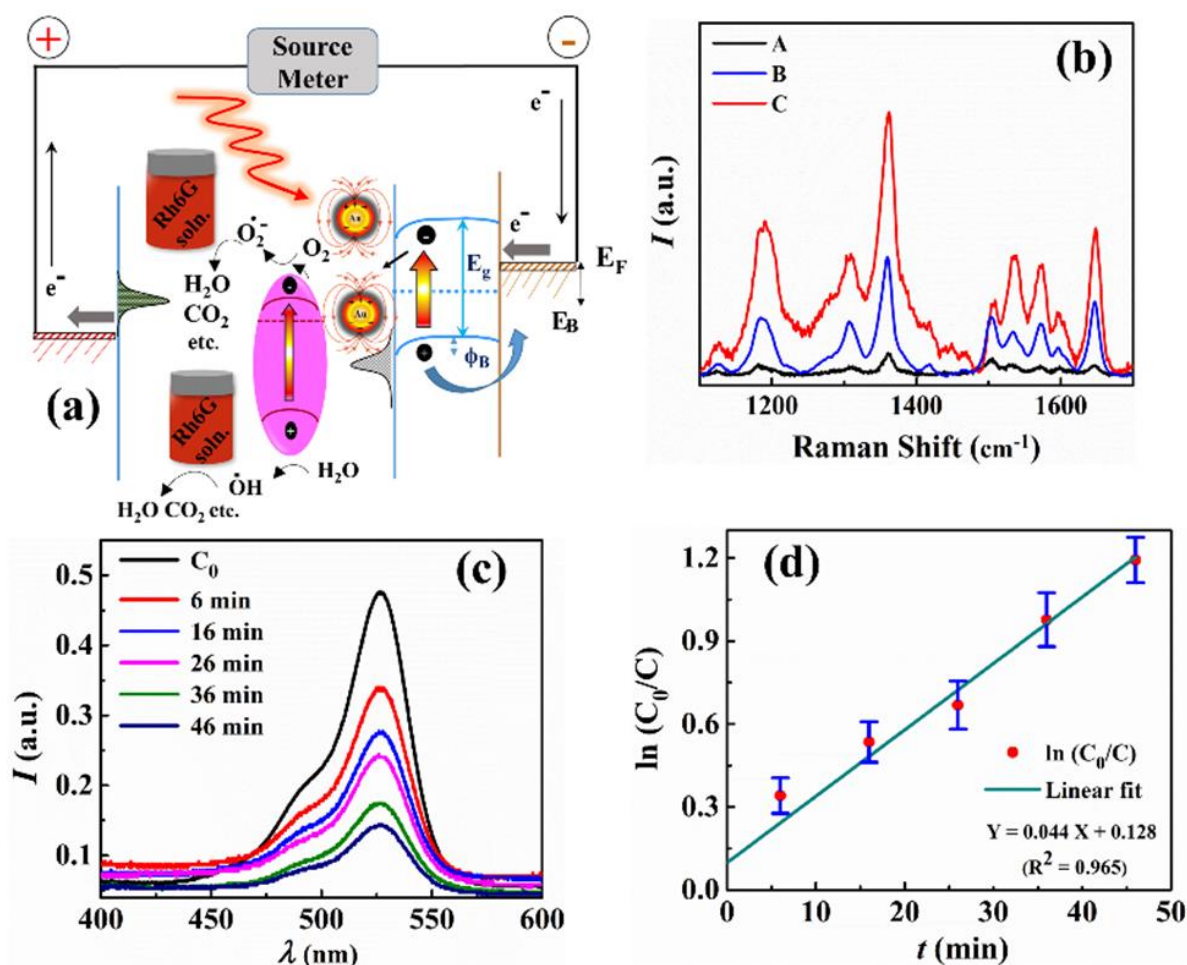 +
-
Source
Meter
e⁻
e⁻
Rh6G
soln.
Au
e⁻
O₂•⁻
O₂
-
Eg
E_F
H₂O
CO₂
etc.
e⁻
-
Au
E_B
+
ϕ_B
(a)
Rh6G
soln.
+
H₂O
•OH
H₂O CO₂ etc.
(b)
A
B
C
I (a.u.)
1200
1400
1600
Raman Shift (cm⁻¹)
(c)
C₀
6 min
16 min
26 min
36 min
46 min
I (a.u.)
0.5
0.4
0.3
0.2
0.1
400
450
500
550
600
λ (nm)
(d)
ln (C₀/C)
1.2
0.9
0.6
0.3
0.0
ln (C₀/C)
Linear fit
Y = 0.044 X + 0.128
(R² = 0.965)
0
10
20
30
40
50
t (min)